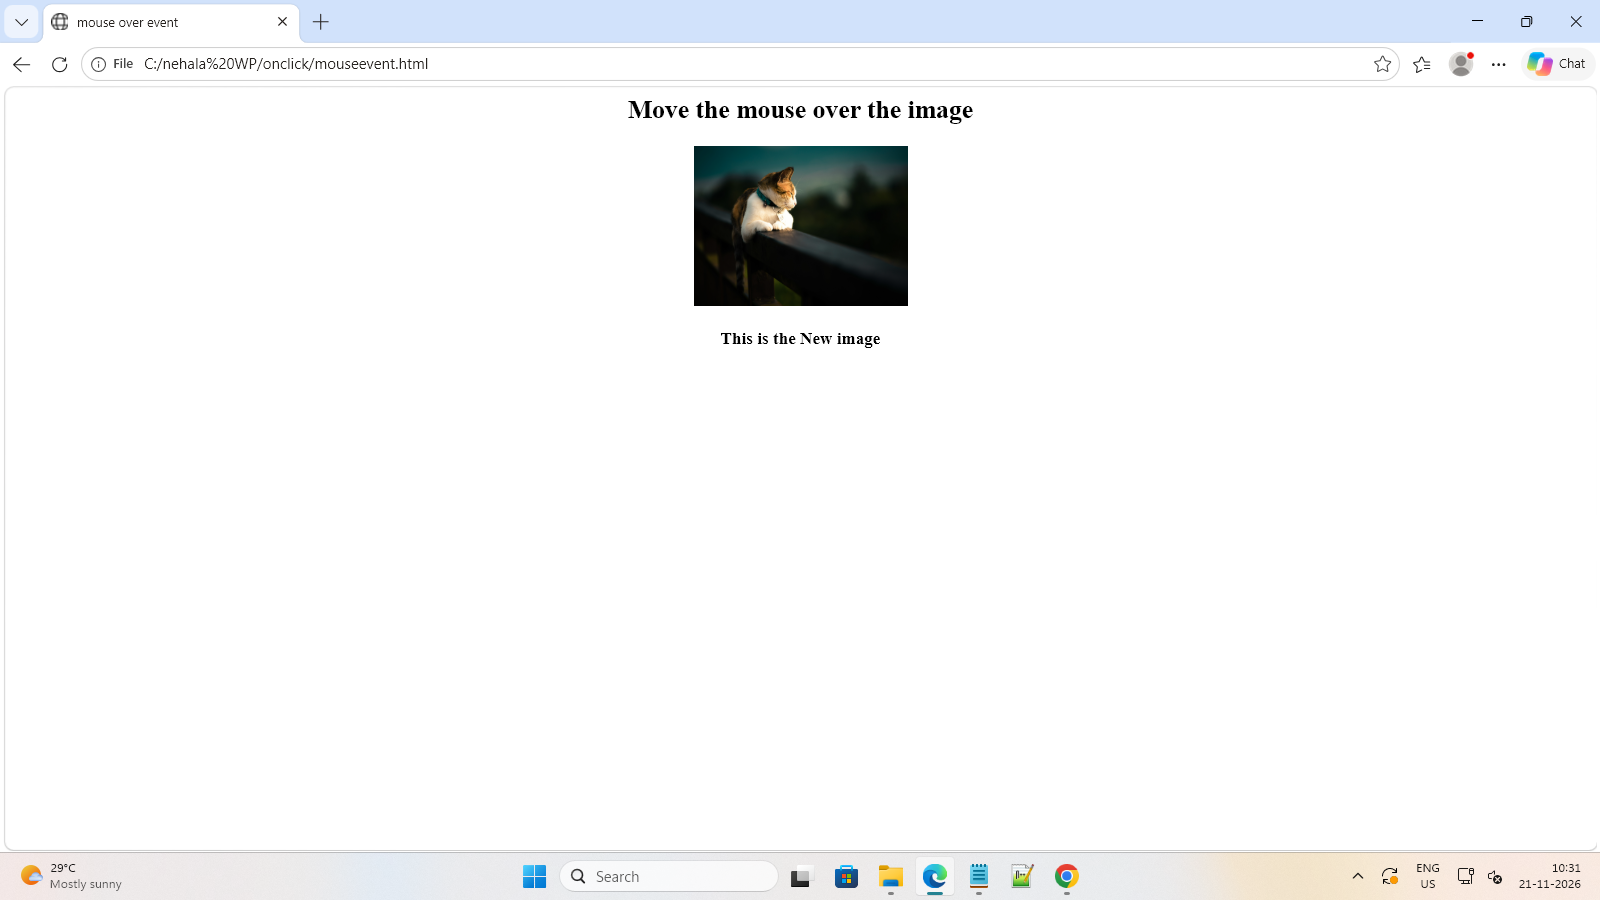 mouse over event
File C:/nehala%20WP/onclick/mouseevent.html
Chat
Move the mouse over the image
This is the New image
29°C
Mostly sunny
Search
ENG
US
10:31
21-11-2026